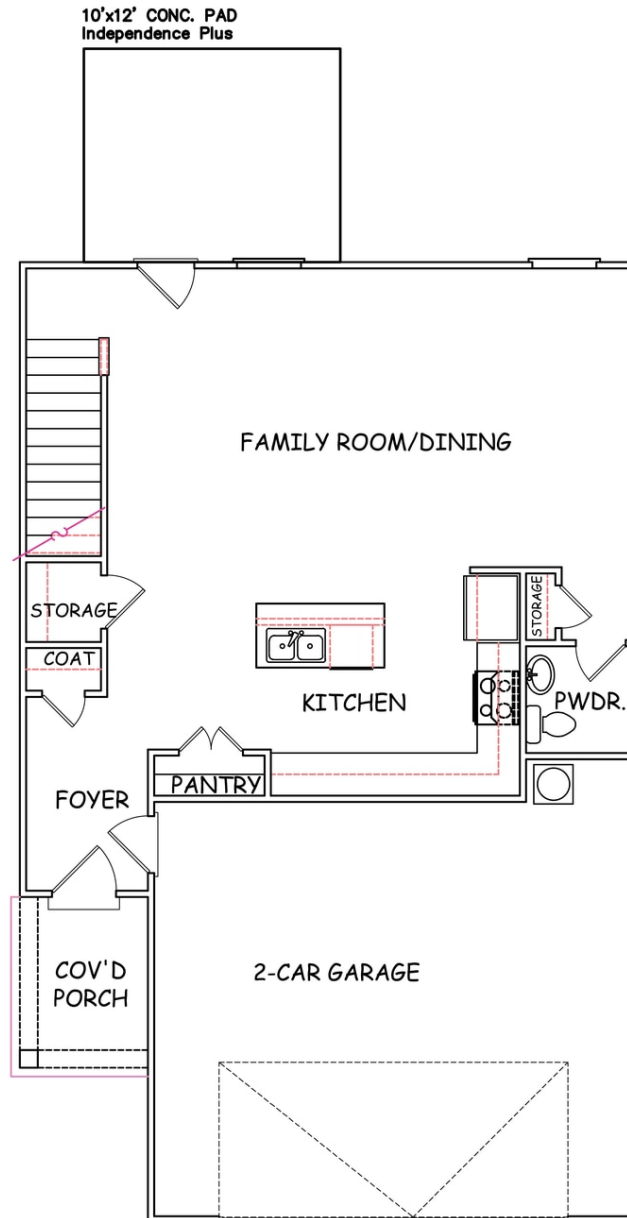 10'x12' CONC. PAD
Independence Plus
FAMILY ROOM/DINING
STORAGE
STORAGE
COAT
KITCHEN
PWDR.
PANTRY
FOYER
COV'D
PORCH
2-CAR GARAGE